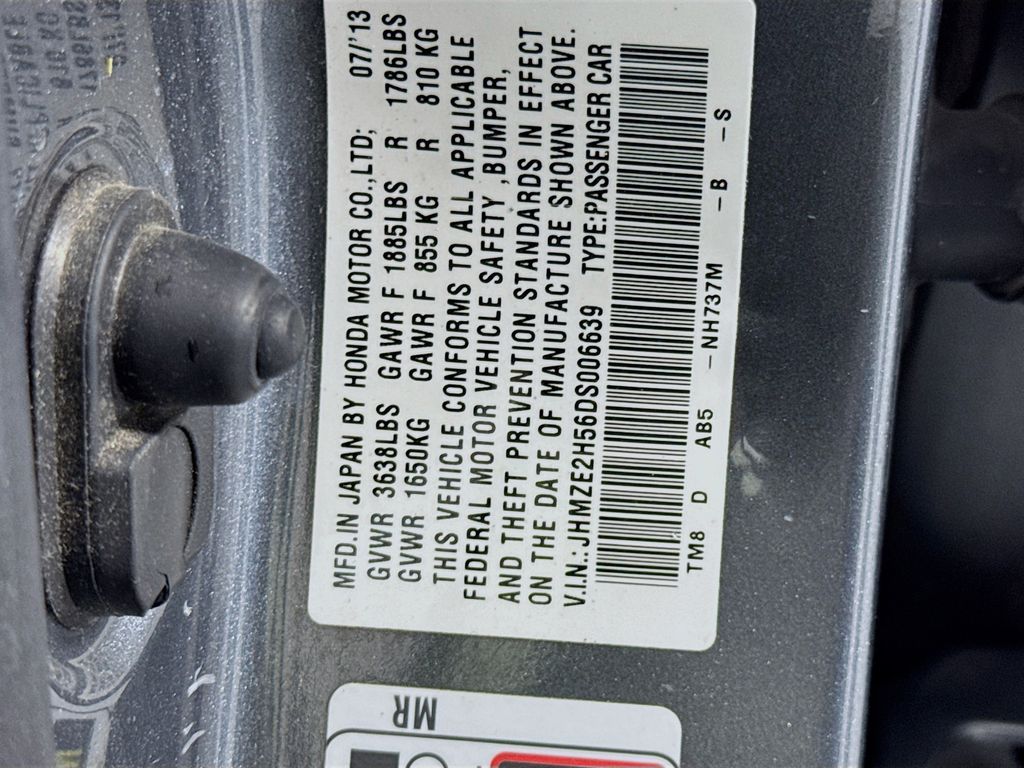 MFD.IN JAPAN BY HONDA MOTOR CO.,LTD; 07/'13
GVWR 3638LBS GAWR F 1885LBS R 1786LBS
GVWR 1650KG GAWR F 855 KG R 810 KG
THIS VEHICLE CONFORMS TO ALL APPLICABLE
FEDERAL MOTOR VEHICLE SAFETY ,BUMPER,
AND THEFT PREVENTION STANDARDS IN EFFECT
ON THE DATE OF MANUFACTURE SHOWN ABOVE.
V.I.N.: JHMZE2H56DS006639 TYPE:PASSENGER CAR
TM8 D AB5 –NH737M –B –S
MR